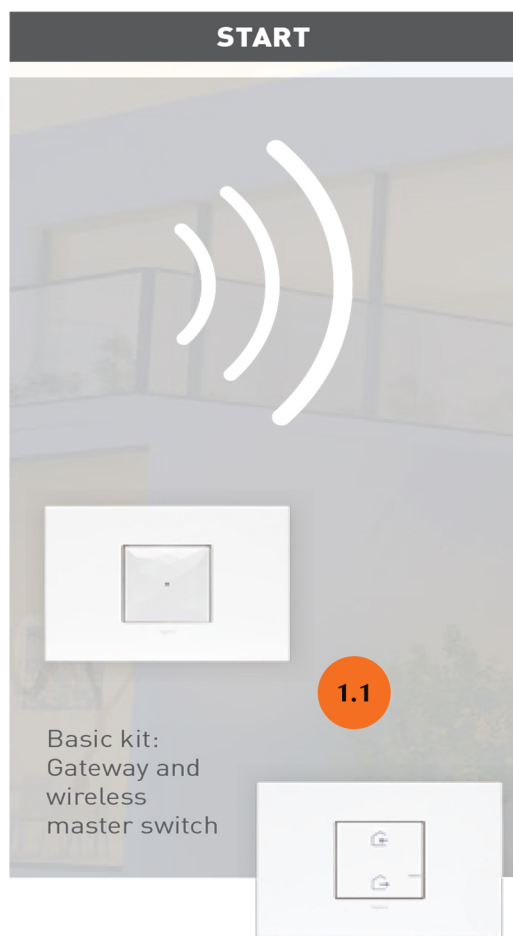 START
1.1
Basic kit:
Gateway and
wireless
master switch